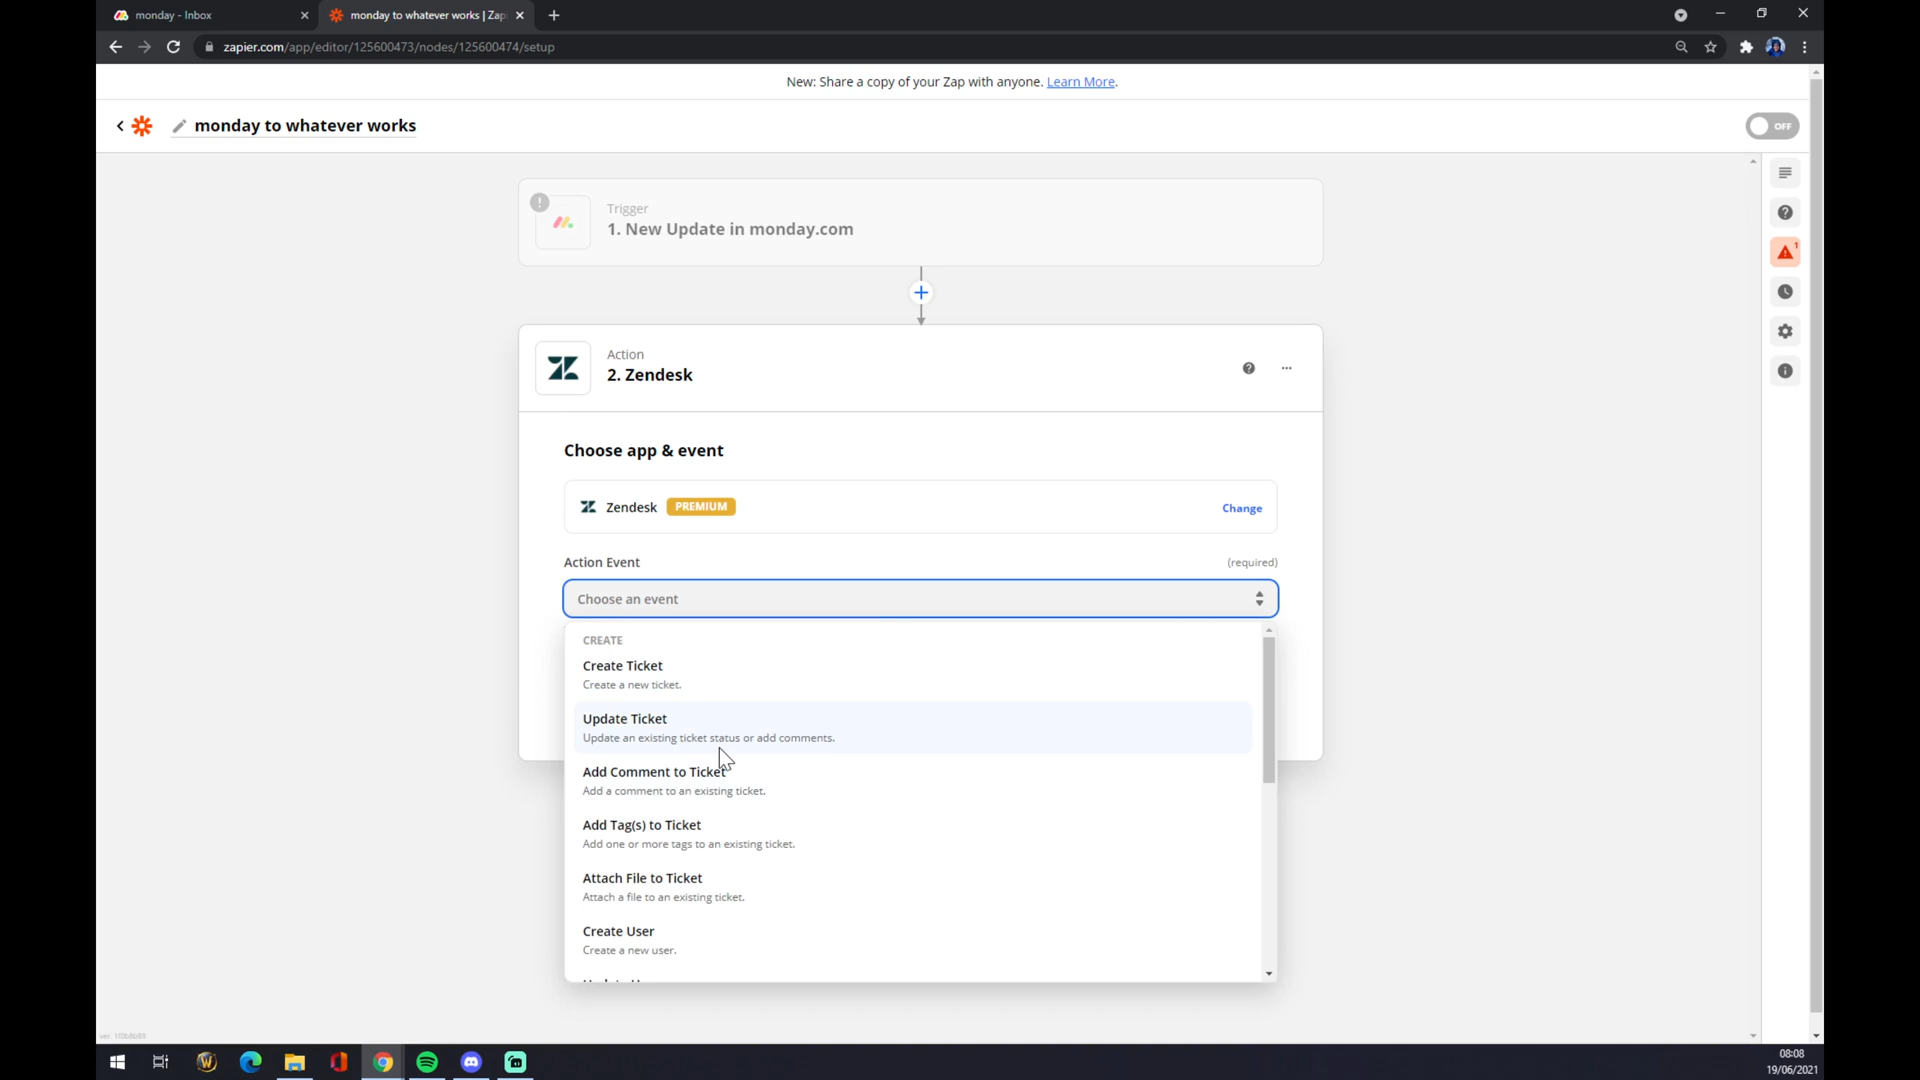 monday - Inbox
monday to whatever works | Zap
zapier.com/app/editor/125600473/nodes/125600474/setup
New: Share a copy of your Zap with anyone. Learn More.
monday to whatever works
OFF
Trigger
1. New Update in monday.com
1
Action
2. Zendesk
Choose app & event
Zendesk PREMIUM
Change
Action Event
(required)
Choose an event
CREATE
Create Ticket
Create a new ticket.
Update Ticket
Update an existing ticket status or add comments.
Add Comment to Ticket
Add a comment to an existing ticket.
Add Tag(s) to Ticket
Add one or more tags to an existing ticket.
Attach File to Ticket
Attach a file to an existing ticket.
Create User
Create a new user.
08:08
19/06/2021